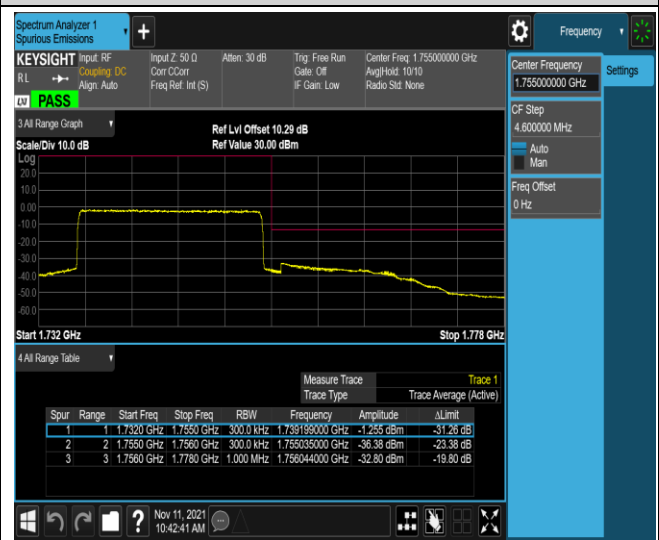 Spectrum Analyzer 1
Spurious Emissions
Frequency
KEYSIGHT
Input: RF
Input Z: 50 Ω
Atten: 30 dB
Trig: Free Run
Center Freq: 1.755000000 GHz
RL
Coupling: DC
Corr CCorr
Gate: Off
Avg|Hold: 10/10
Align: Auto
Freq Ref: Int (S)
IF Gain: Low
Radio Std: None
LXI
PASS
Center Frequency
1.755000000 GHz
Settings
CF Step
4.600000 MHz
Auto
Man
Freq Offset
0 Hz
3 All Range Graph
Ref Lvl Offset 10.29 dB
Scale/Div 10.0 dB
Ref Value 30.00 dBm
Log
20.0
10.0
0.00
-10.0
-20.0
-30.0
-40.0
-50.0
-60.0
Start 1.732 GHz
Stop 1.778 GHz
4 All Range Table
Measure Trace Trace 1
Trace Type Trace Average (Active)
Spur Range Start Freq Stop Freq RBW Frequency Amplitude ΔLimit
1 1 1.7320 GHz 1.7550 GHz 300.0 kHz 1.739199000 GHz -1.255 dBm -31.26 dB
2 2 1.7550 GHz 1.7560 GHz 300.0 kHz 1.755035000 GHz -36.38 dBm -23.38 dB
3 3 1.7560 GHz 1.7780 GHz 1.000 MHz 1.756044000 GHz -32.80 dBm -19.80 dB
Nov 11, 2021
10:42:41 AM